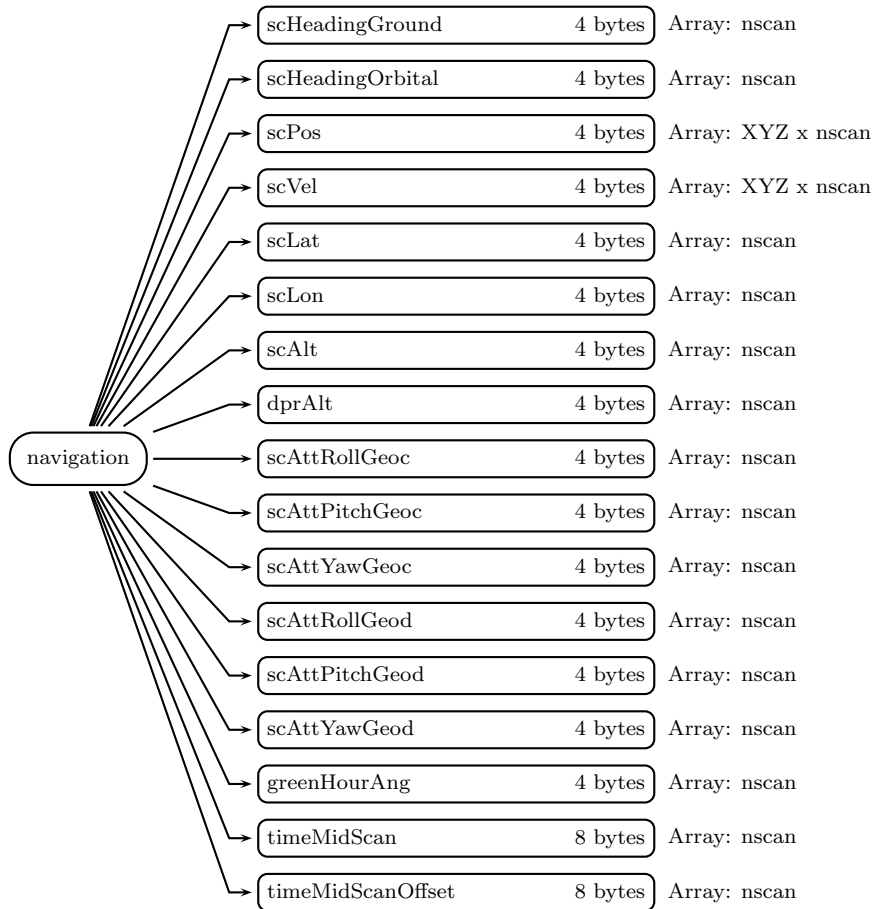 scHeadingGround 4 bytes Array: nscan
scHeadingOrbital 4 bytes Array: nscan
scPos 4 bytes Array: XYZ x nscan
scVel 4 bytes Array: XYZ x nscan
scLat 4 bytes Array: nscan
scLon 4 bytes Array: nscan
scAlt 4 bytes Array: nscan
dprAlt 4 bytes Array: nscan
navigation scAttRollGeoc 4 bytes Array: nscan
scAttPitchGeoc 4 bytes Array: nscan
scAttYawGeoc 4 bytes Array: nscan
scAttRollGeod 4 bytes Array: nscan
scAttPitchGeod 4 bytes Array: nscan
scAttYawGeod 4 bytes Array: nscan
greenHourAng 4 bytes Array: nscan
timeMidScan 8 bytes Array: nscan
timeMidScanOffset 8 bytes Array: nscan